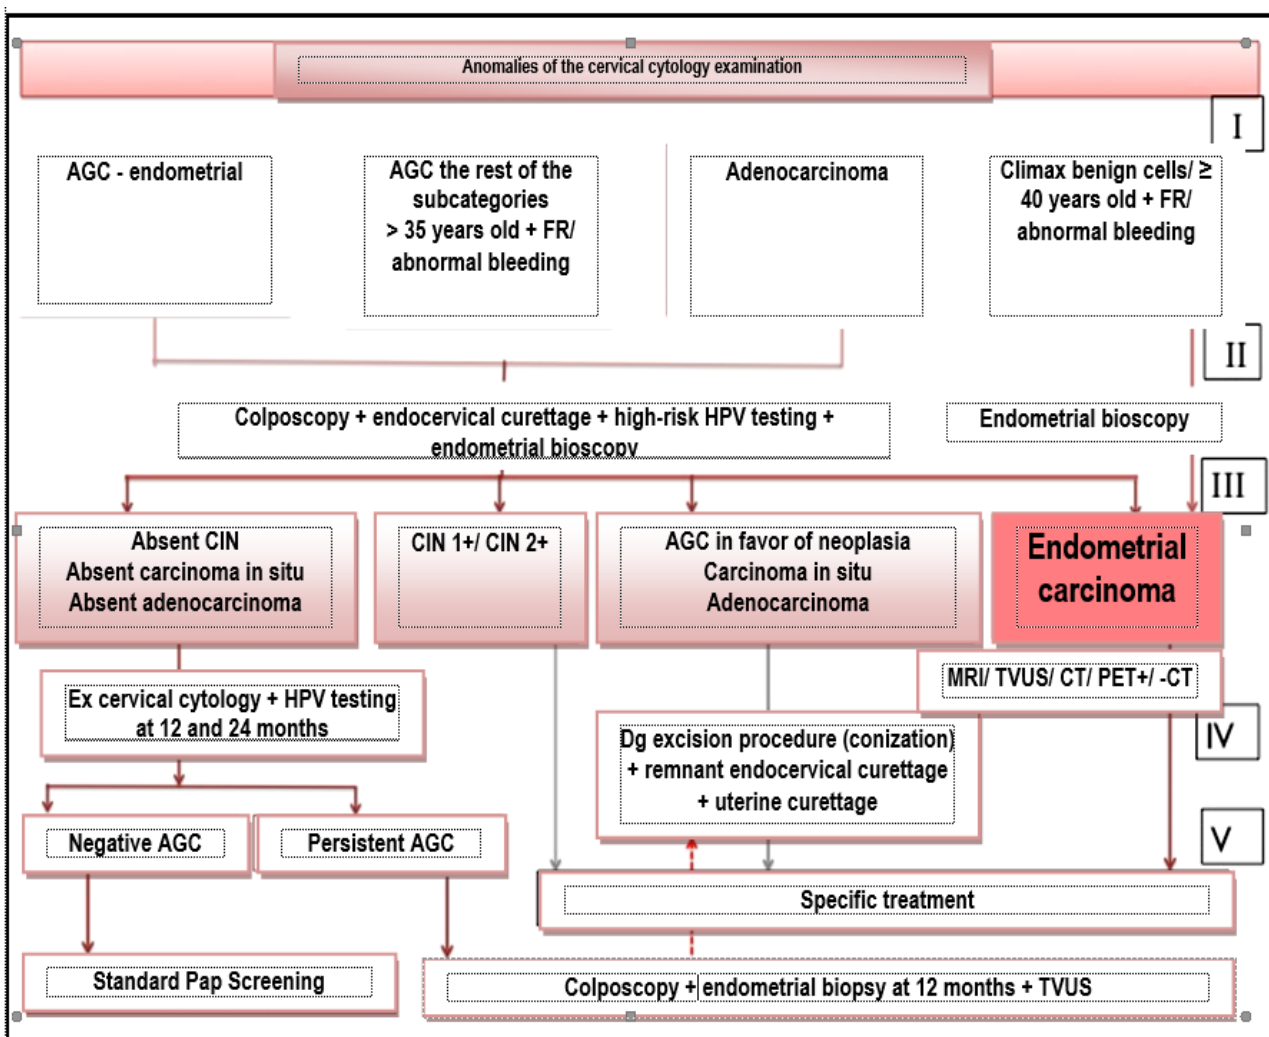 Anomalies of the cervical cytology examination
I
AGC - endometrial
AGC the rest of the
subcategories
> 35 years old + FR/
abnormal bleeding
Adenocarcinoma
Climax benign cells/ ≥
40 years old + FR/
abnormal bleeding
II
Colposcopy + endocervical curettage + high-risk HPV testing +
endometrial bioscopy
Endometrial bioscopy
III
Absent CIN
Absent carcinoma in situ
Absent adenocarcinoma
CIN 1+/ CIN 2+
AGC in favor of neoplasia
Carcinoma in situ
Adenocarcinoma
Endometrial
carcinoma
MRI/ TVUS/ CT/ PET+/ -CT
Ex cervical cytology + HPV testing
at 12 and 24 months
IV
Dg excision procedure (conization)
+ remnant endocervical curettage
+ uterine curettage
V
Negative AGC
Persistent AGC
Specific treatment
Standard Pap Screening
Colposcopy + endometrial biopsy at 12 months + TVUS